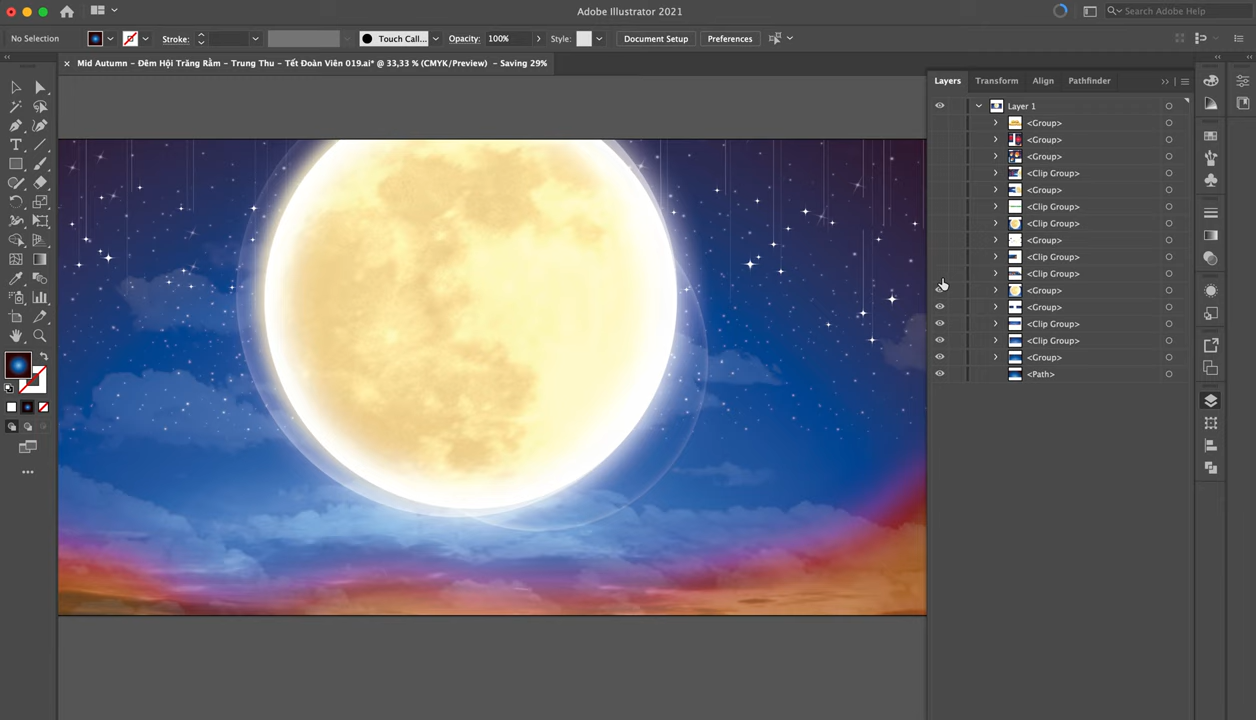 Adobe Illustrator 2021
Search Adobe Help
No Selection
Stroke:
Touch Call...
Opacity:
100%
Style:
Document Setup
Preferences
Mid Autumn - Đêm Hội Trăng Rằm - Trung Thu - Tết Đoàn Viên 019.ai* @ 33,33 % (CMYK/Preview) - Saving 29%
Layers
Transform
Align
Pathfinder
Layer 1
<Group>
<Group>
<Group>
<Clip Group>
<Group>
<Clip Group>
<Clip Group>
<Group>
<Clip Group>
<Clip Group>
<Group>
<Group>
<Clip Group>
<Clip Group>
<Group>
<Path>